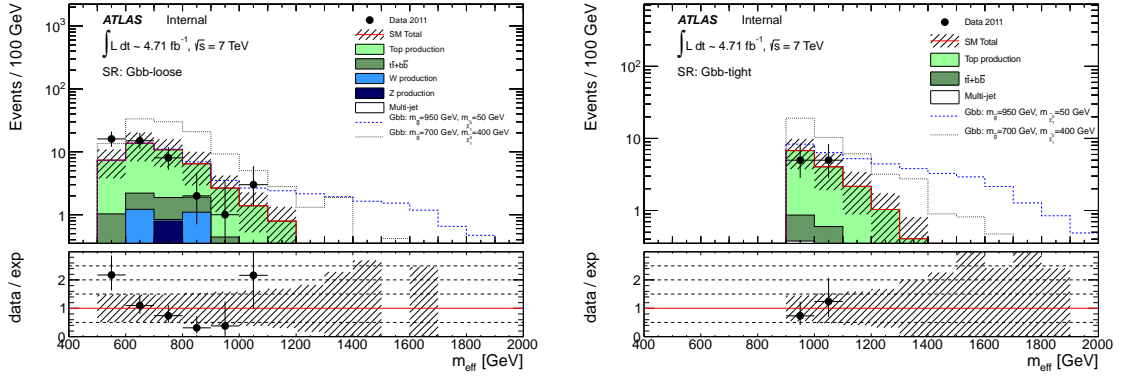 ATLAS Internal
∫ L dt ~ 4.71 fb⁻¹, √s = 7 TeV
SR: Gbb-loose
Data 2011
SM Total
Top production
tt̄+bb̄
W production
Z production
Multi-jet
Gbb: m_g̃=950 GeV, m_χ̃⁰₁=50 GeV
Gbb: m_g̃=700 GeV, m_χ̃⁰₁=400 GeV
Events / 100 GeV
10²
10
1
data / exp
2
1
0
400 600 800 1000 1200 1400 1600 1800 2000
m_eff [GeV]
ATLAS Internal
∫ L dt ~ 4.71 fb⁻¹, √s = 7 TeV
SR: Gbb-tight
Data 2011
SM Total
Top production
tt̄+bb̄
Multi-jet
Gbb: m_g̃=950 GeV, m_χ̃⁰₁=50 GeV
Gbb: m_g̃=700 GeV, m_χ̃⁰₁=400 GeV
Events / 100 GeV
10²
10
1
data / exp
2
1
0
400 600 800 1000 1200 1400 1600 1800 2000
m_eff [GeV]